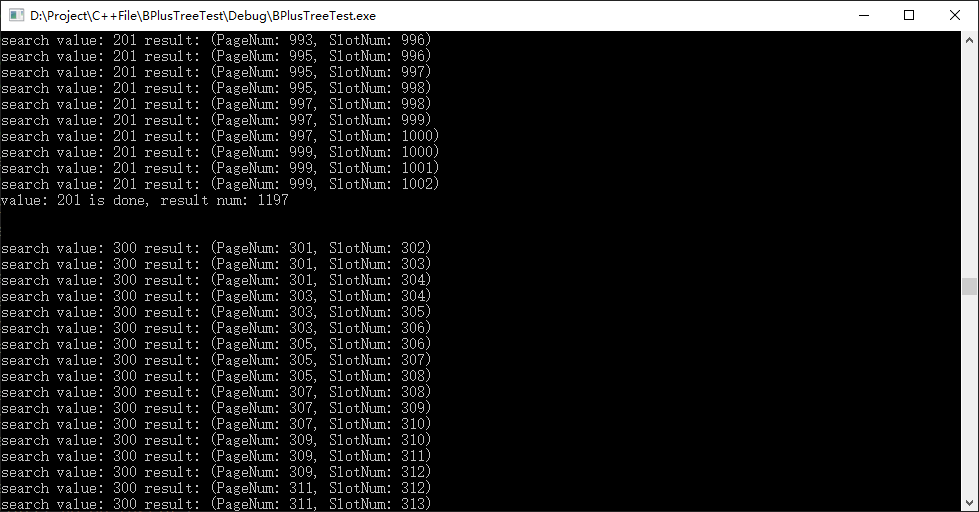 D:\Project\C++File\BPlusTreeTest\Debug\BPlusTreeTest.exe
search value: 201 result: (PageNum: 993, SlotNum: 996)
search value: 201 result: (PageNum: 995, SlotNum: 996)
search value: 201 result: (PageNum: 995, SlotNum: 997)
search value: 201 result: (PageNum: 995, SlotNum: 998)
search value: 201 result: (PageNum: 997, SlotNum: 998)
search value: 201 result: (PageNum: 997, SlotNum: 999)
search value: 201 result: (PageNum: 997, SlotNum: 1000)
search value: 201 result: (PageNum: 999, SlotNum: 1000)
search value: 201 result: (PageNum: 999, SlotNum: 1001)
search value: 201 result: (PageNum: 999, SlotNum: 1002)
value: 201 is done, result num: 1197
search value: 300 result: (PageNum: 301, SlotNum: 302)
search value: 300 result: (PageNum: 301, SlotNum: 303)
search value: 300 result: (PageNum: 301, SlotNum: 304)
search value: 300 result: (PageNum: 303, SlotNum: 304)
search value: 300 result: (PageNum: 303, SlotNum: 305)
search value: 300 result: (PageNum: 303, SlotNum: 306)
search value: 300 result: (PageNum: 305, SlotNum: 306)
search value: 300 result: (PageNum: 305, SlotNum: 307)
search value: 300 result: (PageNum: 305, SlotNum: 308)
search value: 300 result: (PageNum: 307, SlotNum: 308)
search value: 300 result: (PageNum: 307, SlotNum: 309)
search value: 300 result: (PageNum: 307, SlotNum: 310)
search value: 300 result: (PageNum: 309, SlotNum: 310)
search value: 300 result: (PageNum: 309, SlotNum: 311)
search value: 300 result: (PageNum: 309, SlotNum: 312)
search value: 300 result: (PageNum: 311, SlotNum: 312)
search value: 300 result: (PageNum: 311, SlotNum: 313)